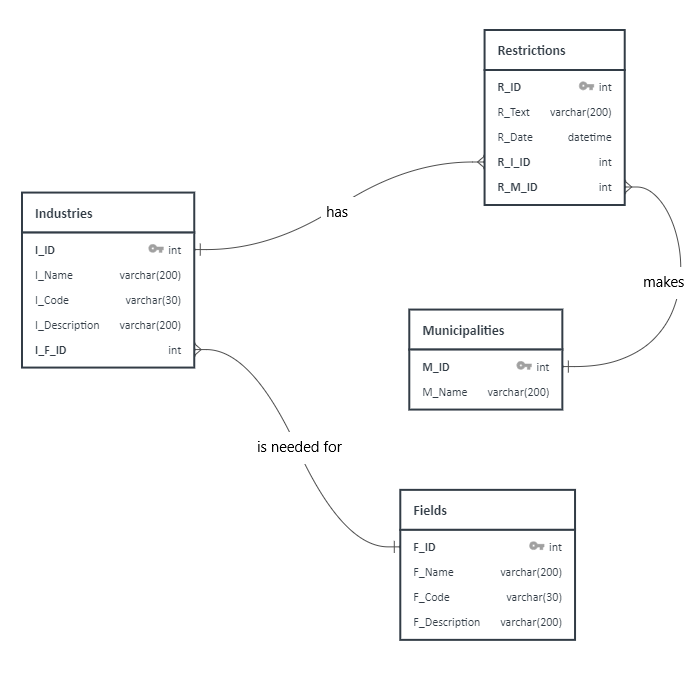 Restrictions
R_ID int
R_Text varchar(200)
R_Date datetime
R_I_ID int
R_M_ID int
has
Industries
I_ID int
I_Name varchar(200)
I_Code varchar(30)
I_Description varchar(200)
I_F_ID int
makes
Municipalities
M_ID int
M_Name varchar(200)
is needed for
Fields
F_ID int
F_Name varchar(200)
F_Code varchar(30)
F_Description varchar(200)